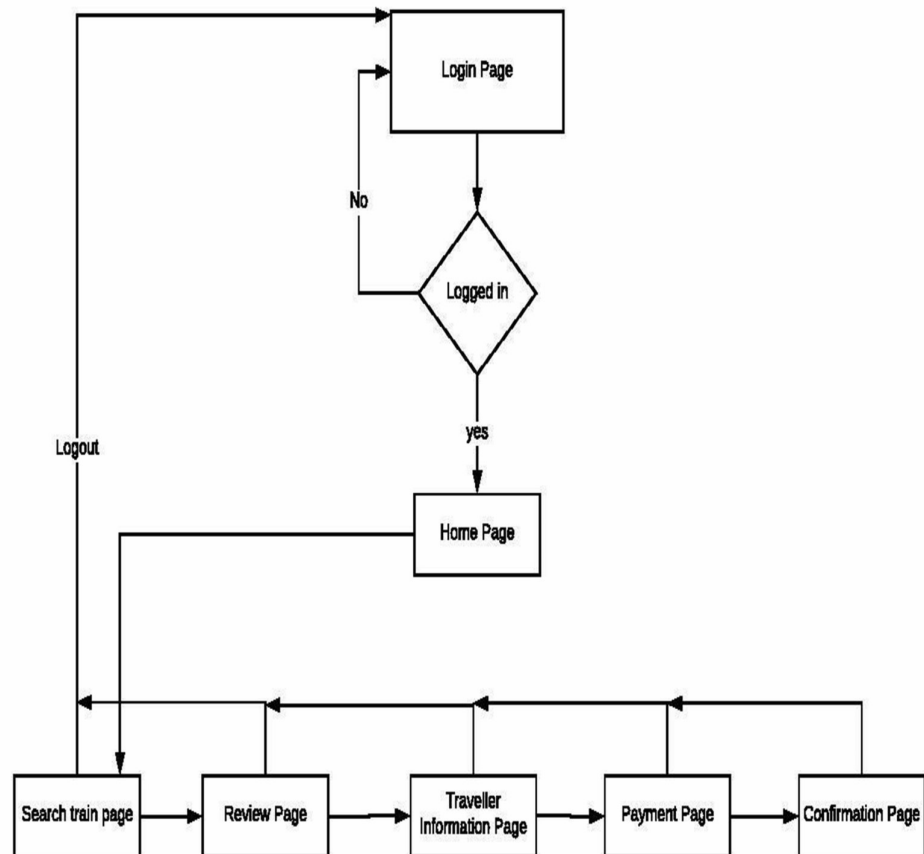 Login Page
No
Logged in
yes
Logout
Home Page
Search train page
Review Page
Traveller
Information Page
Payment Page
Confirmation Page